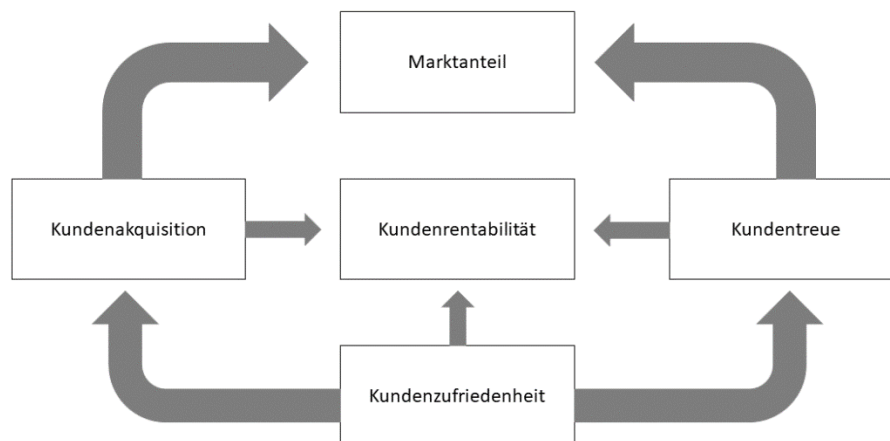 Marktanteil
Kundenakquisition
Kundenrentabilität
Kundentreue
Kundenzufriedenheit